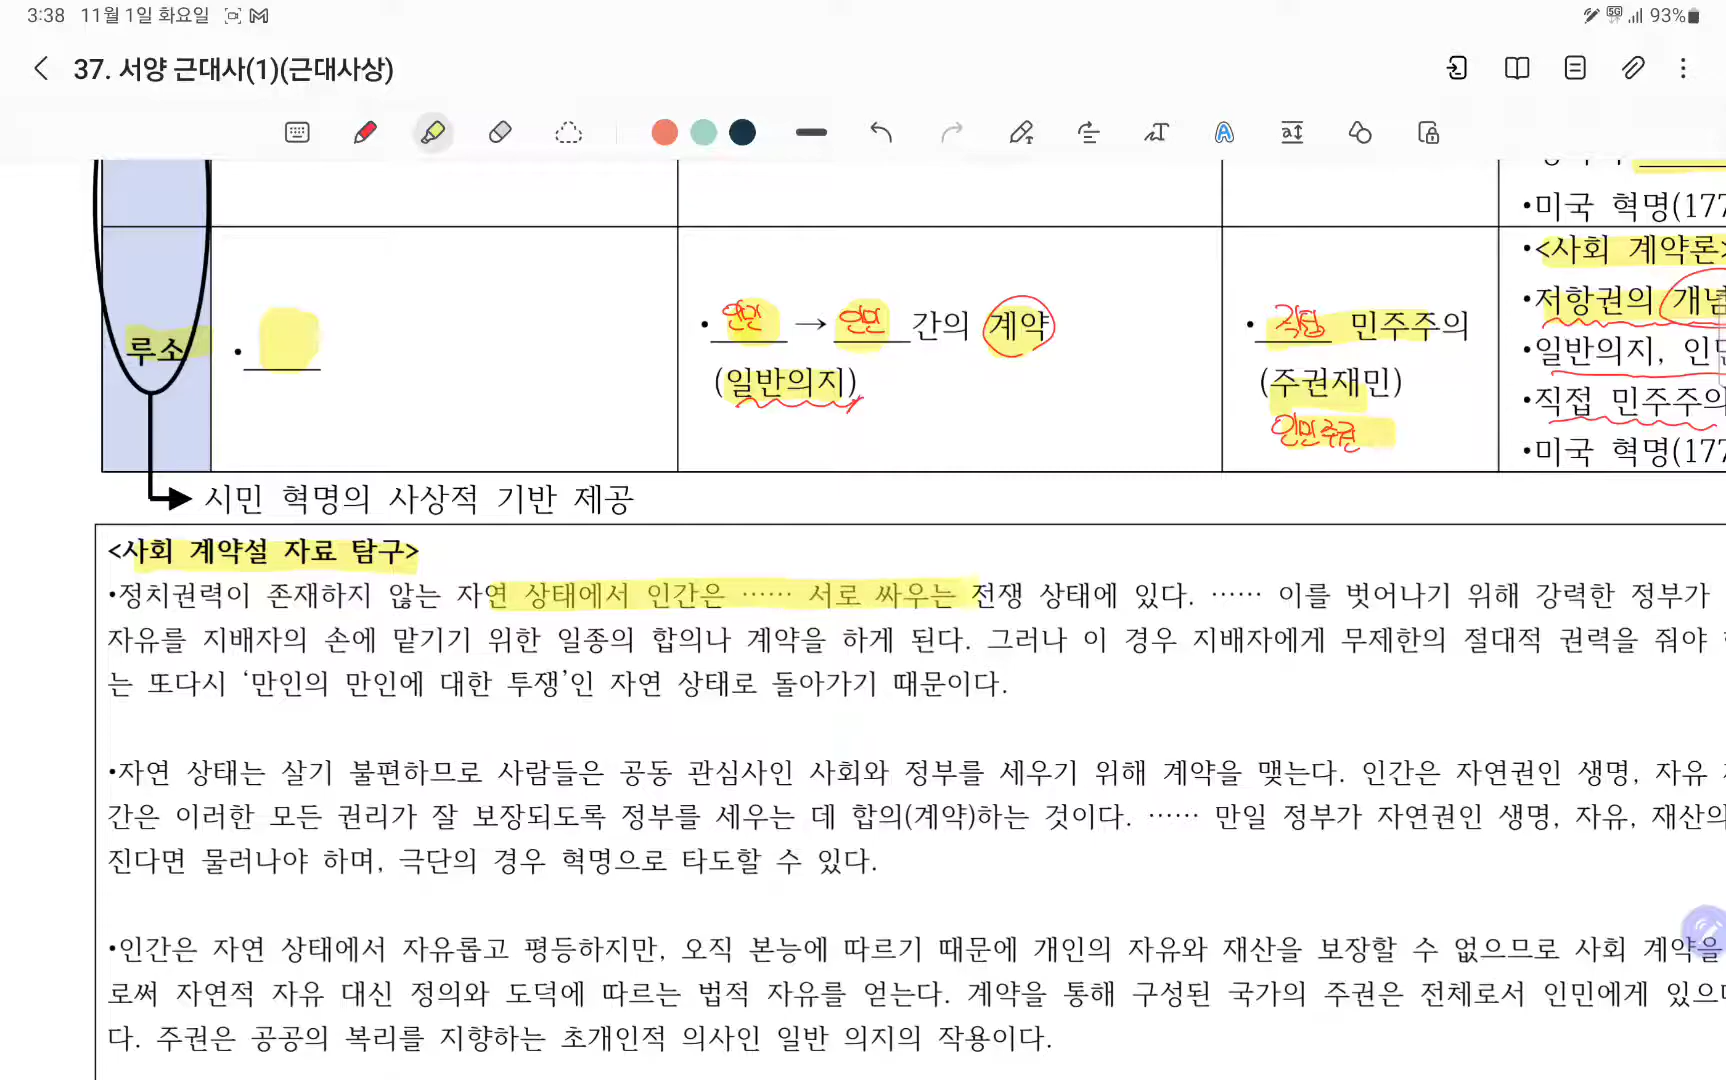 3:38 11월 1일 화요일
93%
37. 서양 근대사(1)(근대사상)
•미국 혁명(177
루소
•
•인민 → 인민 간의 계약
(일반의지)
•직접 민주주의
(주권재민)
인민주권
•<사회 계약론>
•저항권의 개념
•일반의지, 인민
•직접 민주주의
•미국 혁명(177
시민 혁명의 사상적 기반 제공
<사회 계약설 자료 탐구>
•정치권력이 존재하지 않는 자연 상태에서 인간은 …… 서로 싸우는 전쟁 상태에 있다. …… 이를 벗어나기 위해 강력한 정부가
자유를 지배자의 손에 맡기기 위한 일종의 합의나 계약을 하게 된다. 그러나 이 경우 지배자에게 무제한의 절대적 권력을 줘야
는 또다시 ‘만인의 만인에 대한 투쟁’인 자연 상태로 돌아가기 때문이다.
•자연 상태는 살기 불편하므로 사람들은 공동 관심사인 사회와 정부를 세우기 위해 계약을 맺는다. 인간은 자연권인 생명, 자유
간은 이러한 모든 권리가 잘 보장되도록 정부를 세우는 데 합의(계약)하는 것이다. …… 만일 정부가 자연권인 생명, 자유, 재산의
진다면 물러나야 하며, 극단의 경우 혁명으로 타도할 수 있다.
•인간은 자연 상태에서 자유롭고 평등하지만, 오직 본능에 따르기 때문에 개인의 자유와 재산을 보장할 수 없으므로 사회 계약을
로써 자연적 자유 대신 정의와 도덕에 따르는 법적 자유를 얻는다. 계약을 통해 구성된 국가의 주권은 전체로서 인민에게 있으며
다. 주권은 공공의 복리를 지향하는 초개인적 의사인 일반 의지의 작용이다.